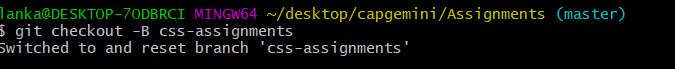 lanka@DESKTOP-7ODBRCI MINGW64 ~/desktop/capgemini/Assignments (master)
$ git checkout -B css-assignments
Switched to and reset branch 'css-assignments'